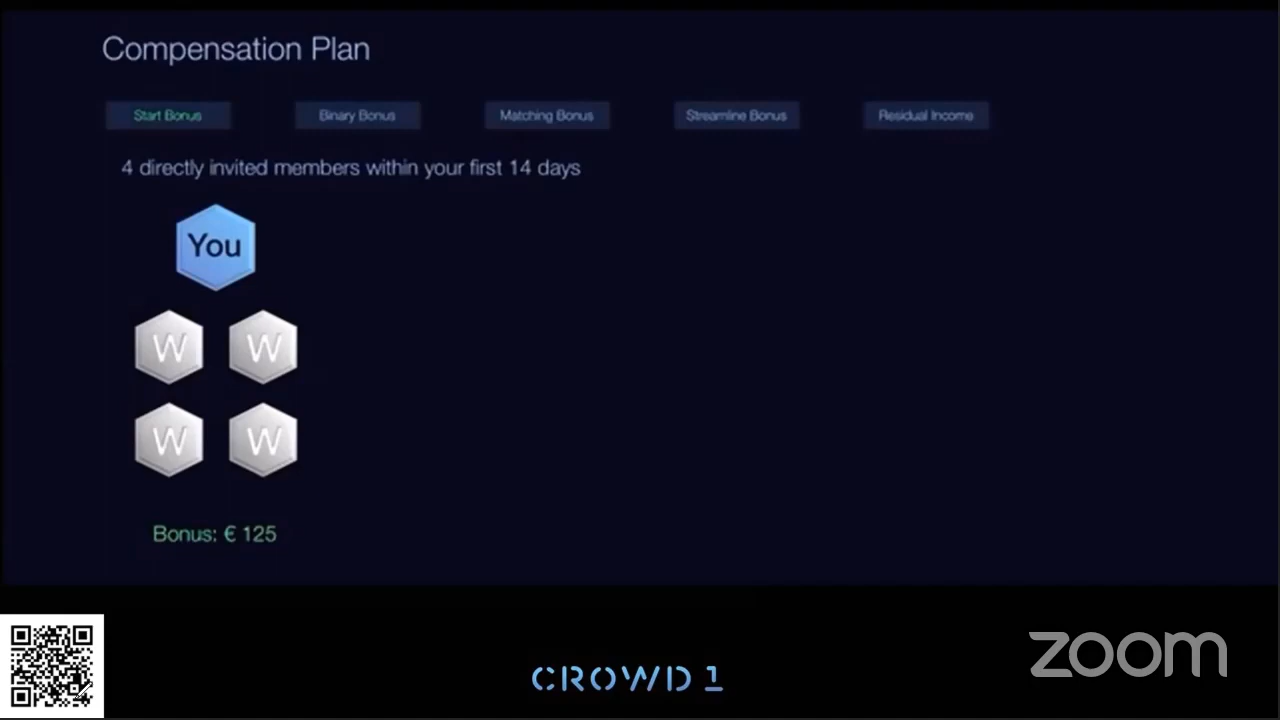 Compensation Plan
Start Bonus
Binary Bonus
Matching Bonus
Streamline Bonus
Residual Income
4 directly invited members within your first 14 days
You
W W
W W
Bonus: € 125
CROWD 1
zoom